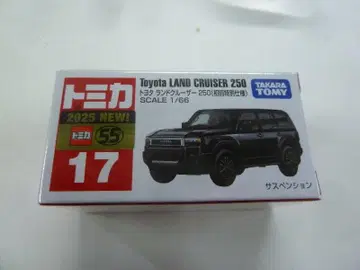 トミカ
2025 NEW!
トミカ 55
17
Toyota LAND CRUISER 250
トヨタ ランドクルーザー 250(初回特別仕様)
SCALE 1/66
TAKARA TOMY
サスペンション